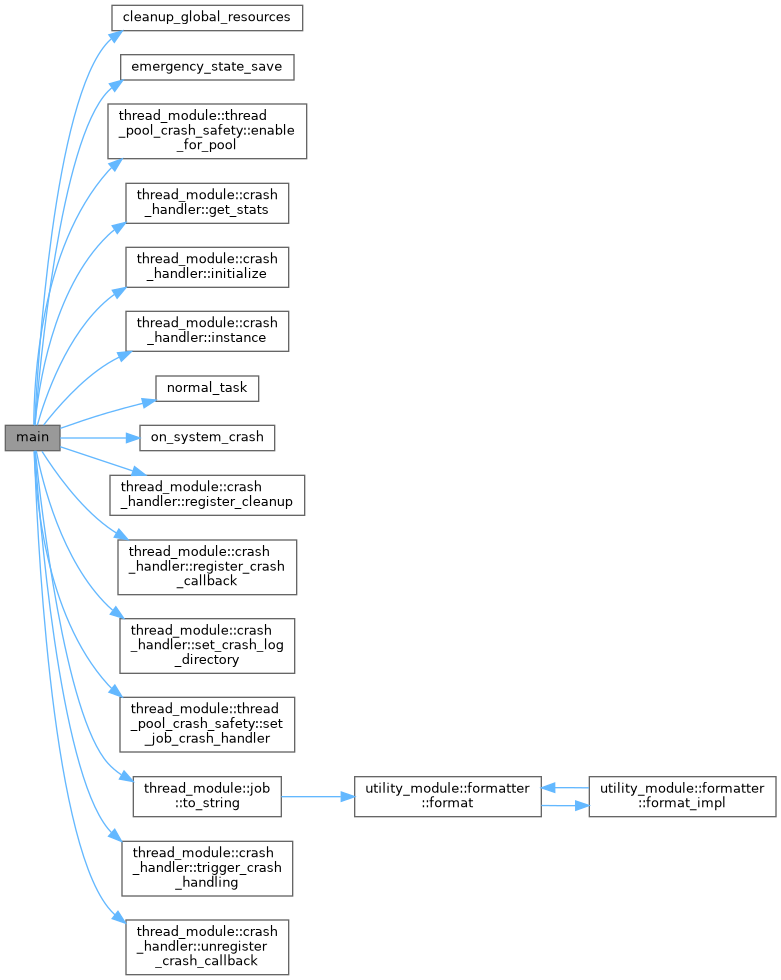 cleanup_global_resources
emergency_state_save
thread_module::thread
_pool_crash_safety::enable
_for_pool
thread_module::crash
_handler::get_stats
thread_module::crash
_handler::initialize
thread_module::crash
_handler::instance
normal_task
main
on_system_crash
thread_module::crash
_handler::register_cleanup
thread_module::crash
_handler::register_crash
_callback
thread_module::crash
_handler::set_crash_log
_directory
thread_module::thread
_pool_crash_safety::set
_job_crash_handler
thread_module::job
::to_string
utility_module::formatter
::format
utility_module::formatter
::format_impl
thread_module::crash
_handler::trigger_crash
_handling
thread_module::crash
_handler::unregister
_crash_callback